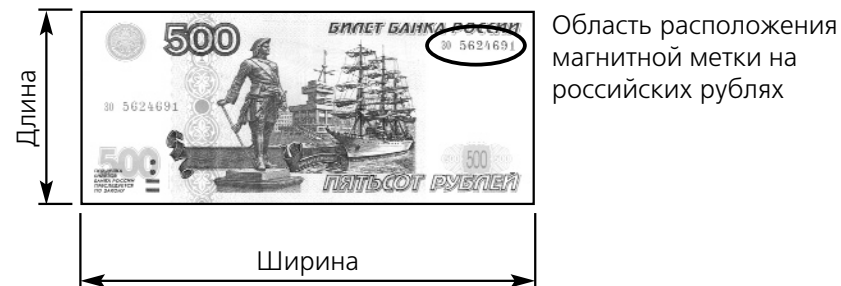 500
БИЛЕТ БАНКА РОССИИ
зо 5624691
зо 5624691
500
500
ПЯТЬСОТ РУБЛЕЙ
Область расположения
магнитной метки на
российских рублях
Длина
Ширина